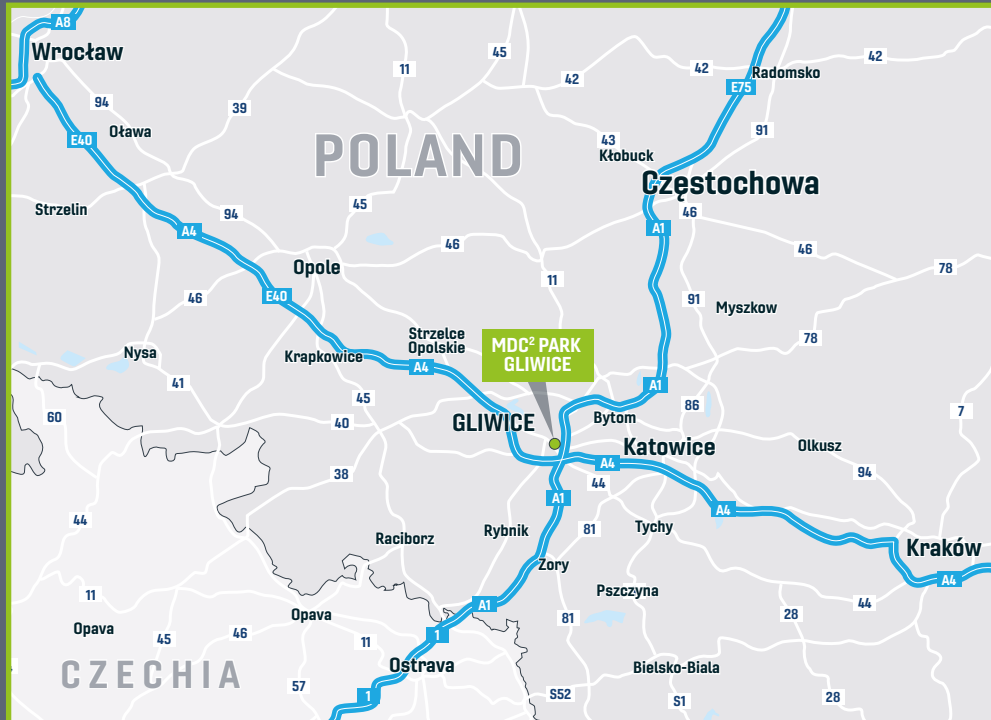 A8
Wrocław
45
11
42
42
42
Radomsko
E75
94
39
Oława
91
E40
POLAND
43
Kłobuck
Częstochowa
Strzelin
45
94
46
A4
A1
46
46
Opole
78
11
E40
46
91
Myszkow
Strzelce
Opolskie
MDC² PARK
GLIWICE
78
Nysa
Krapkowice
A4
41
A1
45
86
7
60
40
GLIWICE
Bytom
Katowice
Olkusz
A4
38
44
94
A1
A4
44
Rybnik
81
Tychy
Raciborz
Kraków
Zory
A4
11
Pszczyna
A1
44
Opava
28
Opava
81
45
46
11
1
Ostrava
Bielsko-Biala
CZECHIA
57
1
S52
S1
28